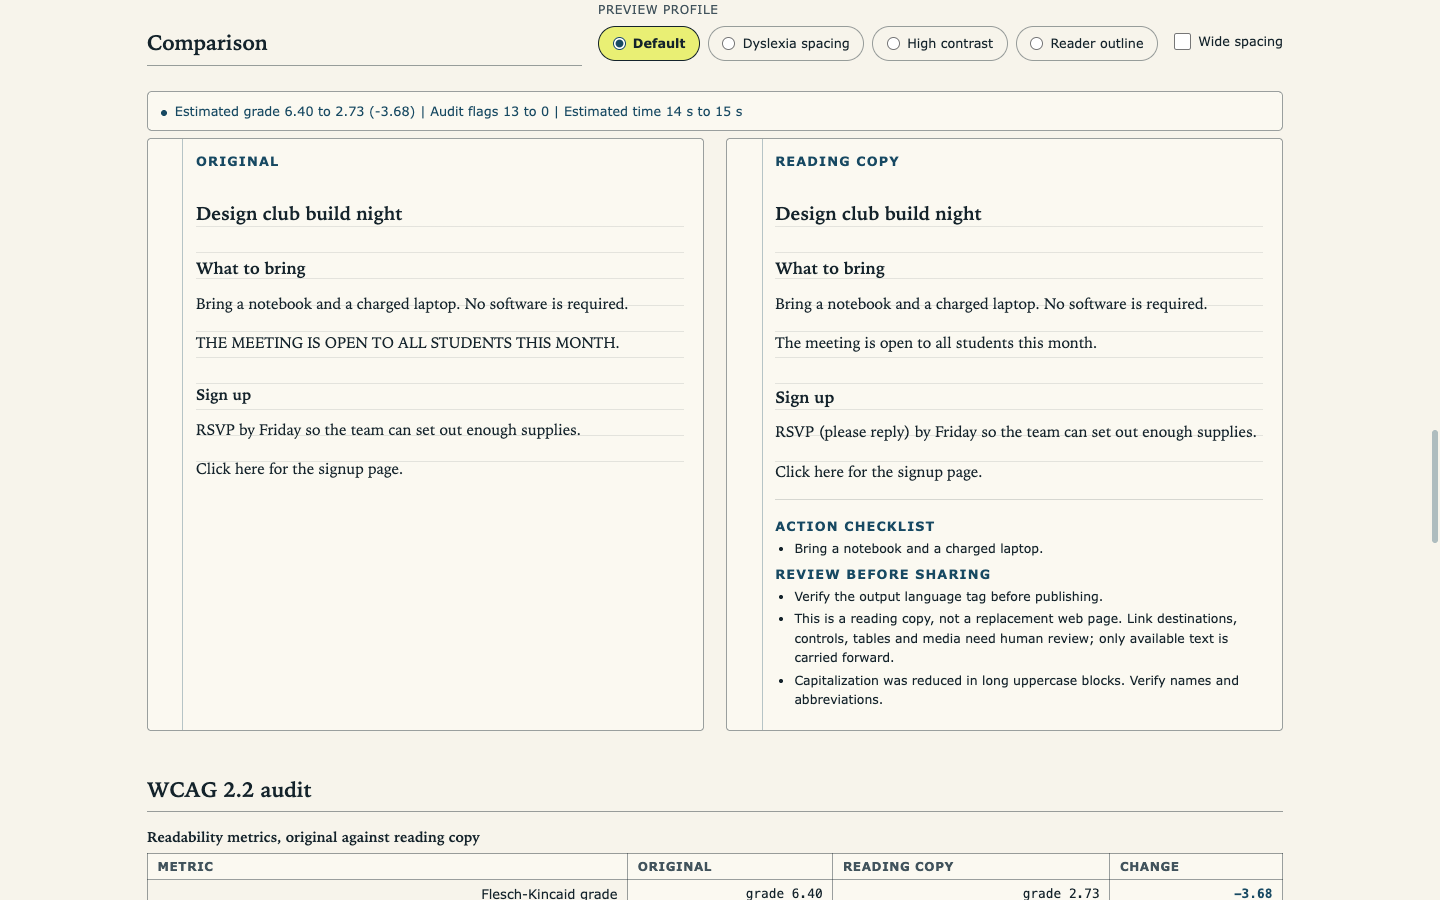 PREVIEW PROFILE
Comparison
Default
Dyslexia spacing
High contrast
Reader outline
Wide spacing
Estimated grade 6.40 to 2.73 (-3.68) | Audit flags 13 to 0 | Estimated time 14 s to 15 s
ORIGINAL
Design club build night
What to bring
Bring a notebook and a charged laptop. No software is required.
THE MEETING IS OPEN TO ALL STUDENTS THIS MONTH.
Sign up
RSVP by Friday so the team can set out enough supplies.
Click here for the signup page.
READING COPY
Design club build night
What to bring
Bring a notebook and a charged laptop. No software is required.
The meeting is open to all students this month.
Sign up
RSVP (please reply) by Friday so the team can set out enough supplies.
Click here for the signup page.
ACTION CHECKLIST
• Bring a notebook and a charged laptop.
REVIEW BEFORE SHARING
• Verify the output language tag before publishing.
• This is a reading copy, not a replacement web page. Link destinations,
controls, tables and media need human review; only available text is
carried forward.
• Capitalization was reduced in long uppercase blocks. Verify names and
abbreviations.
WCAG 2.2 audit
Readability metrics, original against reading copy
METRIC ORIGINAL READING COPY CHANGE
Flesch-Kincaid grade grade 6.40 grade 2.73 −3.68